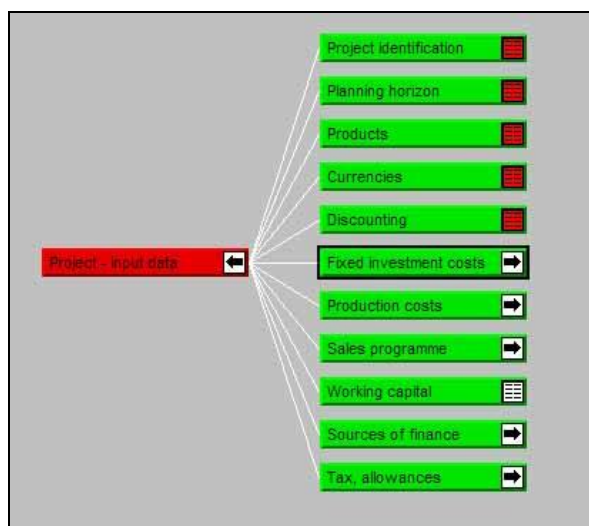 Project identification
Planning horizon
Products
Currencies
Discounting
Project - input data
Fixed investment costs
Production costs
Sales programme
Working capital
Sources of finance
Tax, allowances